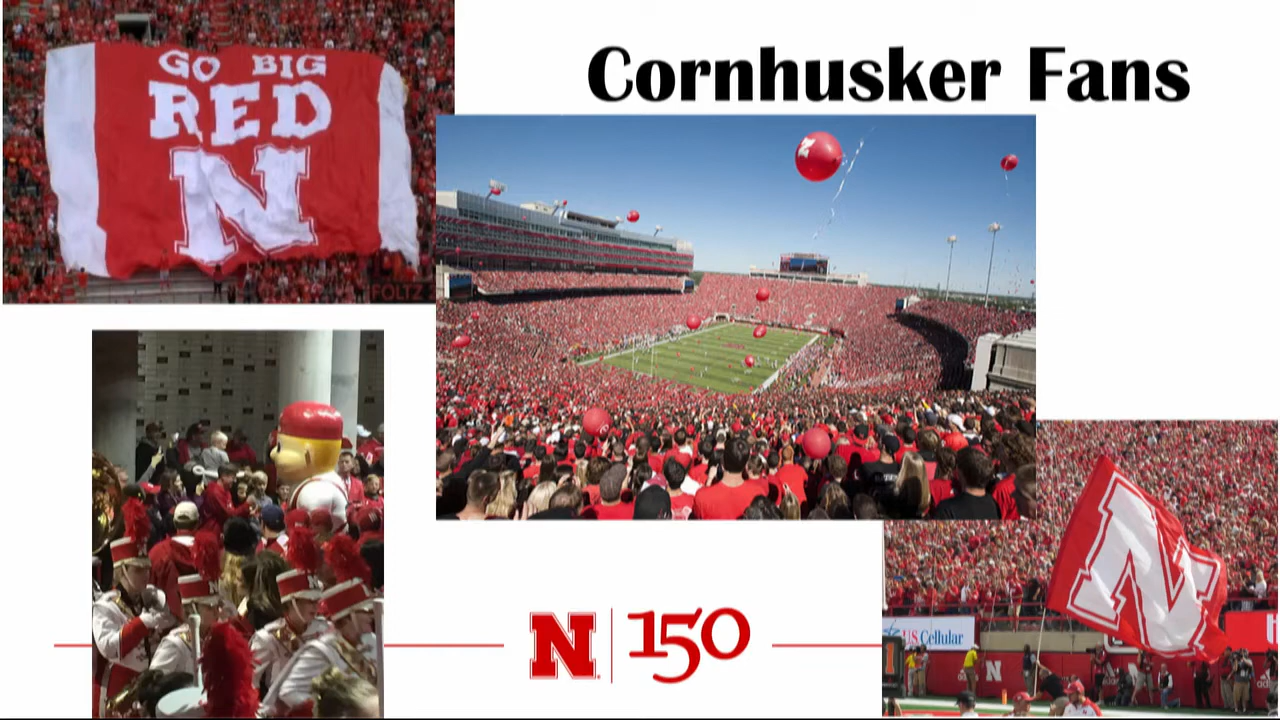 GO BIG
RED
N
Cornhusker Fans
FOLTZ
N
N 150
US Cellular
N